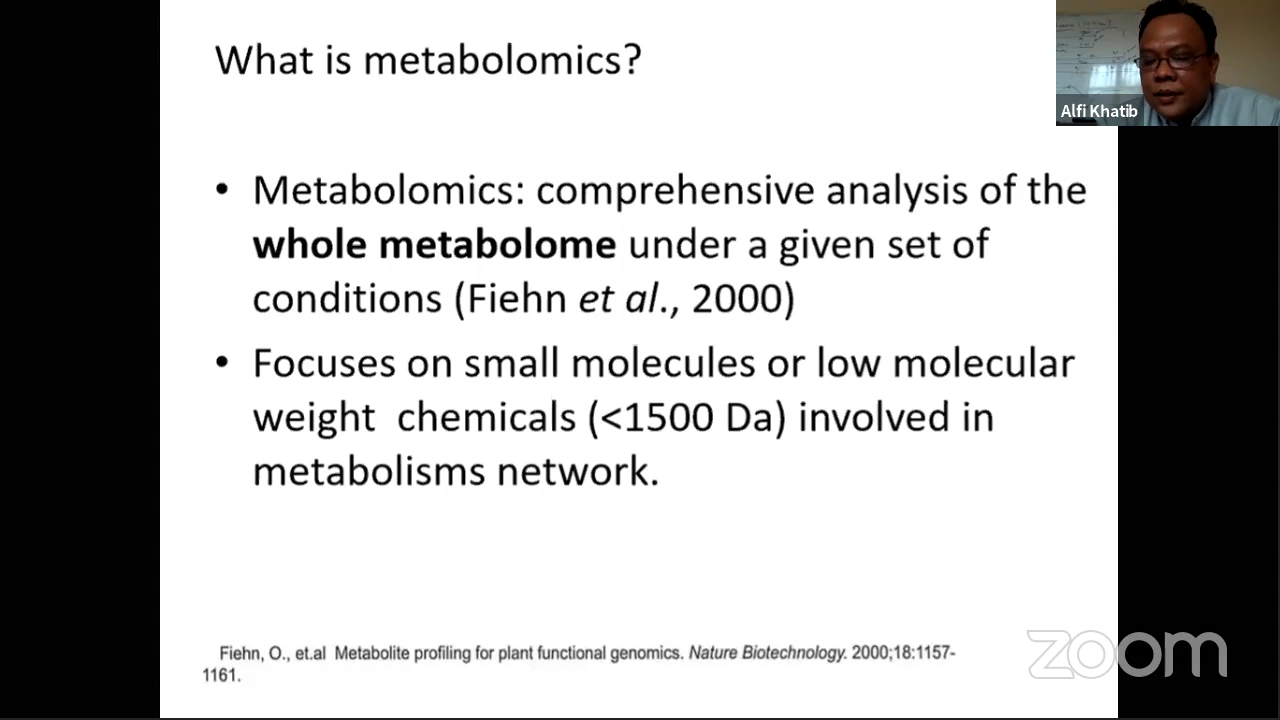 What is metabolomics?
Alfi Khatib
• Metabolomics: comprehensive analysis of the
whole metabolome under a given set of
conditions (Fiehn et al., 2000)
• Focuses on small molecules or low molecular
weight  chemicals (<1500 Da) involved in
metabolisms network.
Fiehn, O., et.al  Metabolite profiling for plant functional genomics. Nature Biotechnology. 2000;18:1157-
1161.
zoom